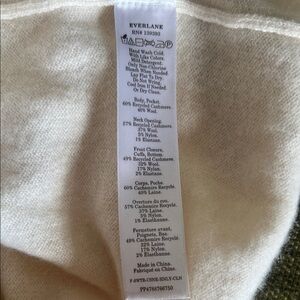 EVERLANE
RN# 139393
Hand Wash Cold.
With Like Colors.
Mild Detergent.
Only Non-Chlorine
Bleach When Needed
Lay Flat To Dry.
Do Not Wring.
Cool Iron If Needed
Or Dry Clean.
Body, Pocket.
60% Recycled Cashmere
40% Wool.
Neck Opening.
57% Recycled Cashmere
37% Wool
5% Nylon.
1% Elastane.
Front Closure,
Cuffs, Bottom.
49% Recycled Cashmere
32% Wool
17% Nylon.
2% Elastane.
Corps, Poche.
60% Cachemire Recyclé.
40% Laine.
Overture du cou.
57% Cachemire Recyclé.
37% Laine.
5% Nylon.
1% Elastanne.
Fermeture avant,
Poignets, Bas.
49% Cachemire Recyclé.
32% Laine.
17% Nylon.
2% Elastanne.
Made in China.
Fabriqué en China.
PP4768766750